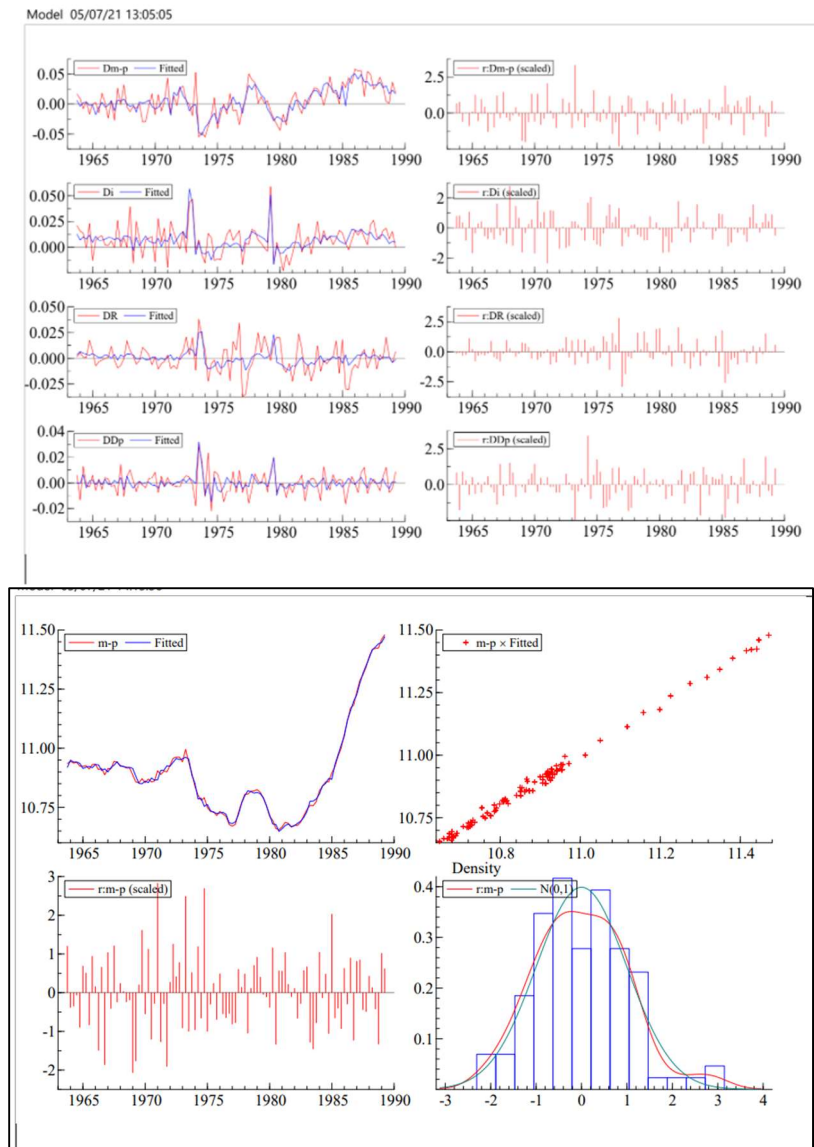 Model 05/07/21 13:05:05
Dm-p Fitted
0.05
0.00
-0.05
1965 1970 1975 1980 1985 1990
r:Dm-p (scaled)
2.5
0.0
1965 1970 1975 1980 1985 1990
Di Fitted
0.050
0.025
0.000
1965 1970 1975 1980 1985 1990
r:Di (scaled)
2
0
-2
1965 1970 1975 1980 1985 1990
DR Fitted
0.050
0.025
0.000
-0.025
1965 1970 1975 1980 1985 1990
r:DR (scaled)
2.5
0.0
-2.5
1965 1970 1975 1980 1985 1990
DDp Fitted
0.04
0.02
0.00
-0.02
1965 1970 1975 1980 1985 1990
r:DDp (scaled)
2.5
0.0
1965 1970 1975 1980 1985 1990
m-p Fitted
11.50
11.25
11.00
10.75
1965 1970 1975 1980 1985 1990
m-p × Fitted
11.50
11.25
11.00
10.75
10.8 11.0 11.2 11.4
r:m-p (scaled)
3
2
1
0
-1
-2
1965 1970 1975 1980 1985 1990
Density
r:m-p N(0,1)
0.4
0.3
0.2
0.1
-3 -2 -1 0 1 2 3 4